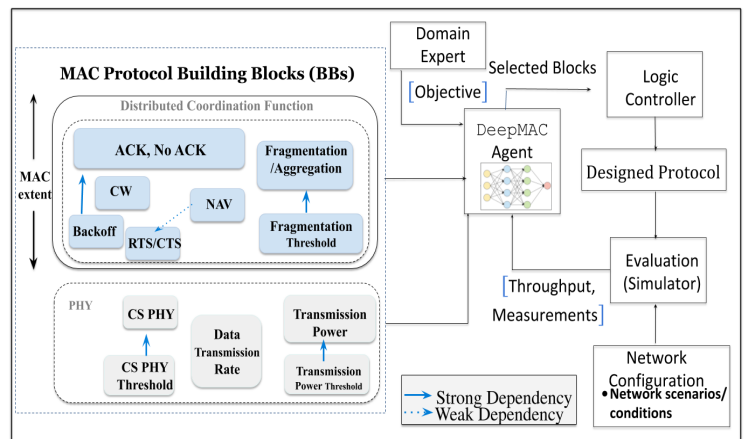 MAC Protocol Building Blocks (BBs)
Distributed Coordination Function
MAC
extent
ACK, No ACK
CW
Backoff
RTS/CTS
NAV
Fragmentation
/Aggregation
Fragmentation
Threshold
PHY
CS PHY
CS PHY
Threshold
Data
Transmission
Rate
Transmission
Power
Transmission
Power Threshold
Domain
Expert
[Objective]
Selected Blocks
DeepMAC
Agent
Logic
Controller
Designed Protocol
Evaluation
(Simulator)
[Throughput,
Measurements]
Network
Configuration
• Network scenarios/
conditions
Strong Dependency
Weak Dependency